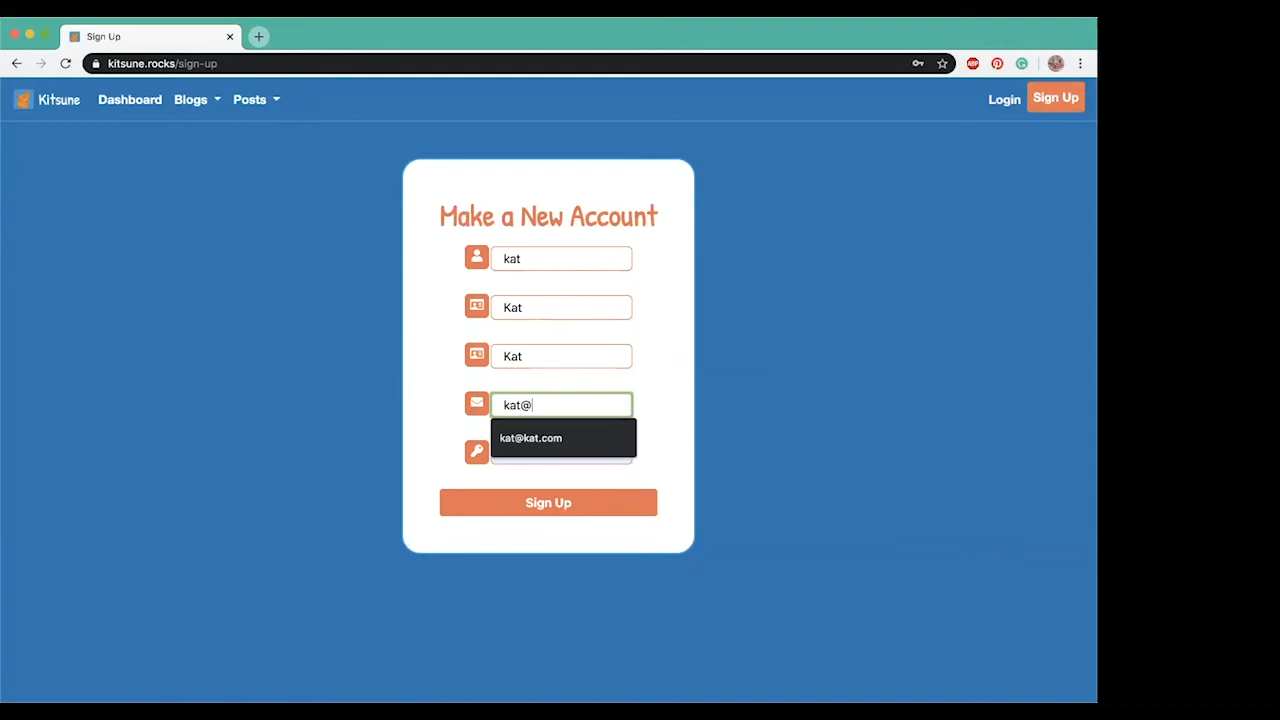 Sign Up
kitsune.rocks/sign-up
ABP
Kitsune Dashboard Blogs Posts Login Sign Up
Make a New Account
kat
Kat
Kat
kat@
kat@kat.com
Sign Up